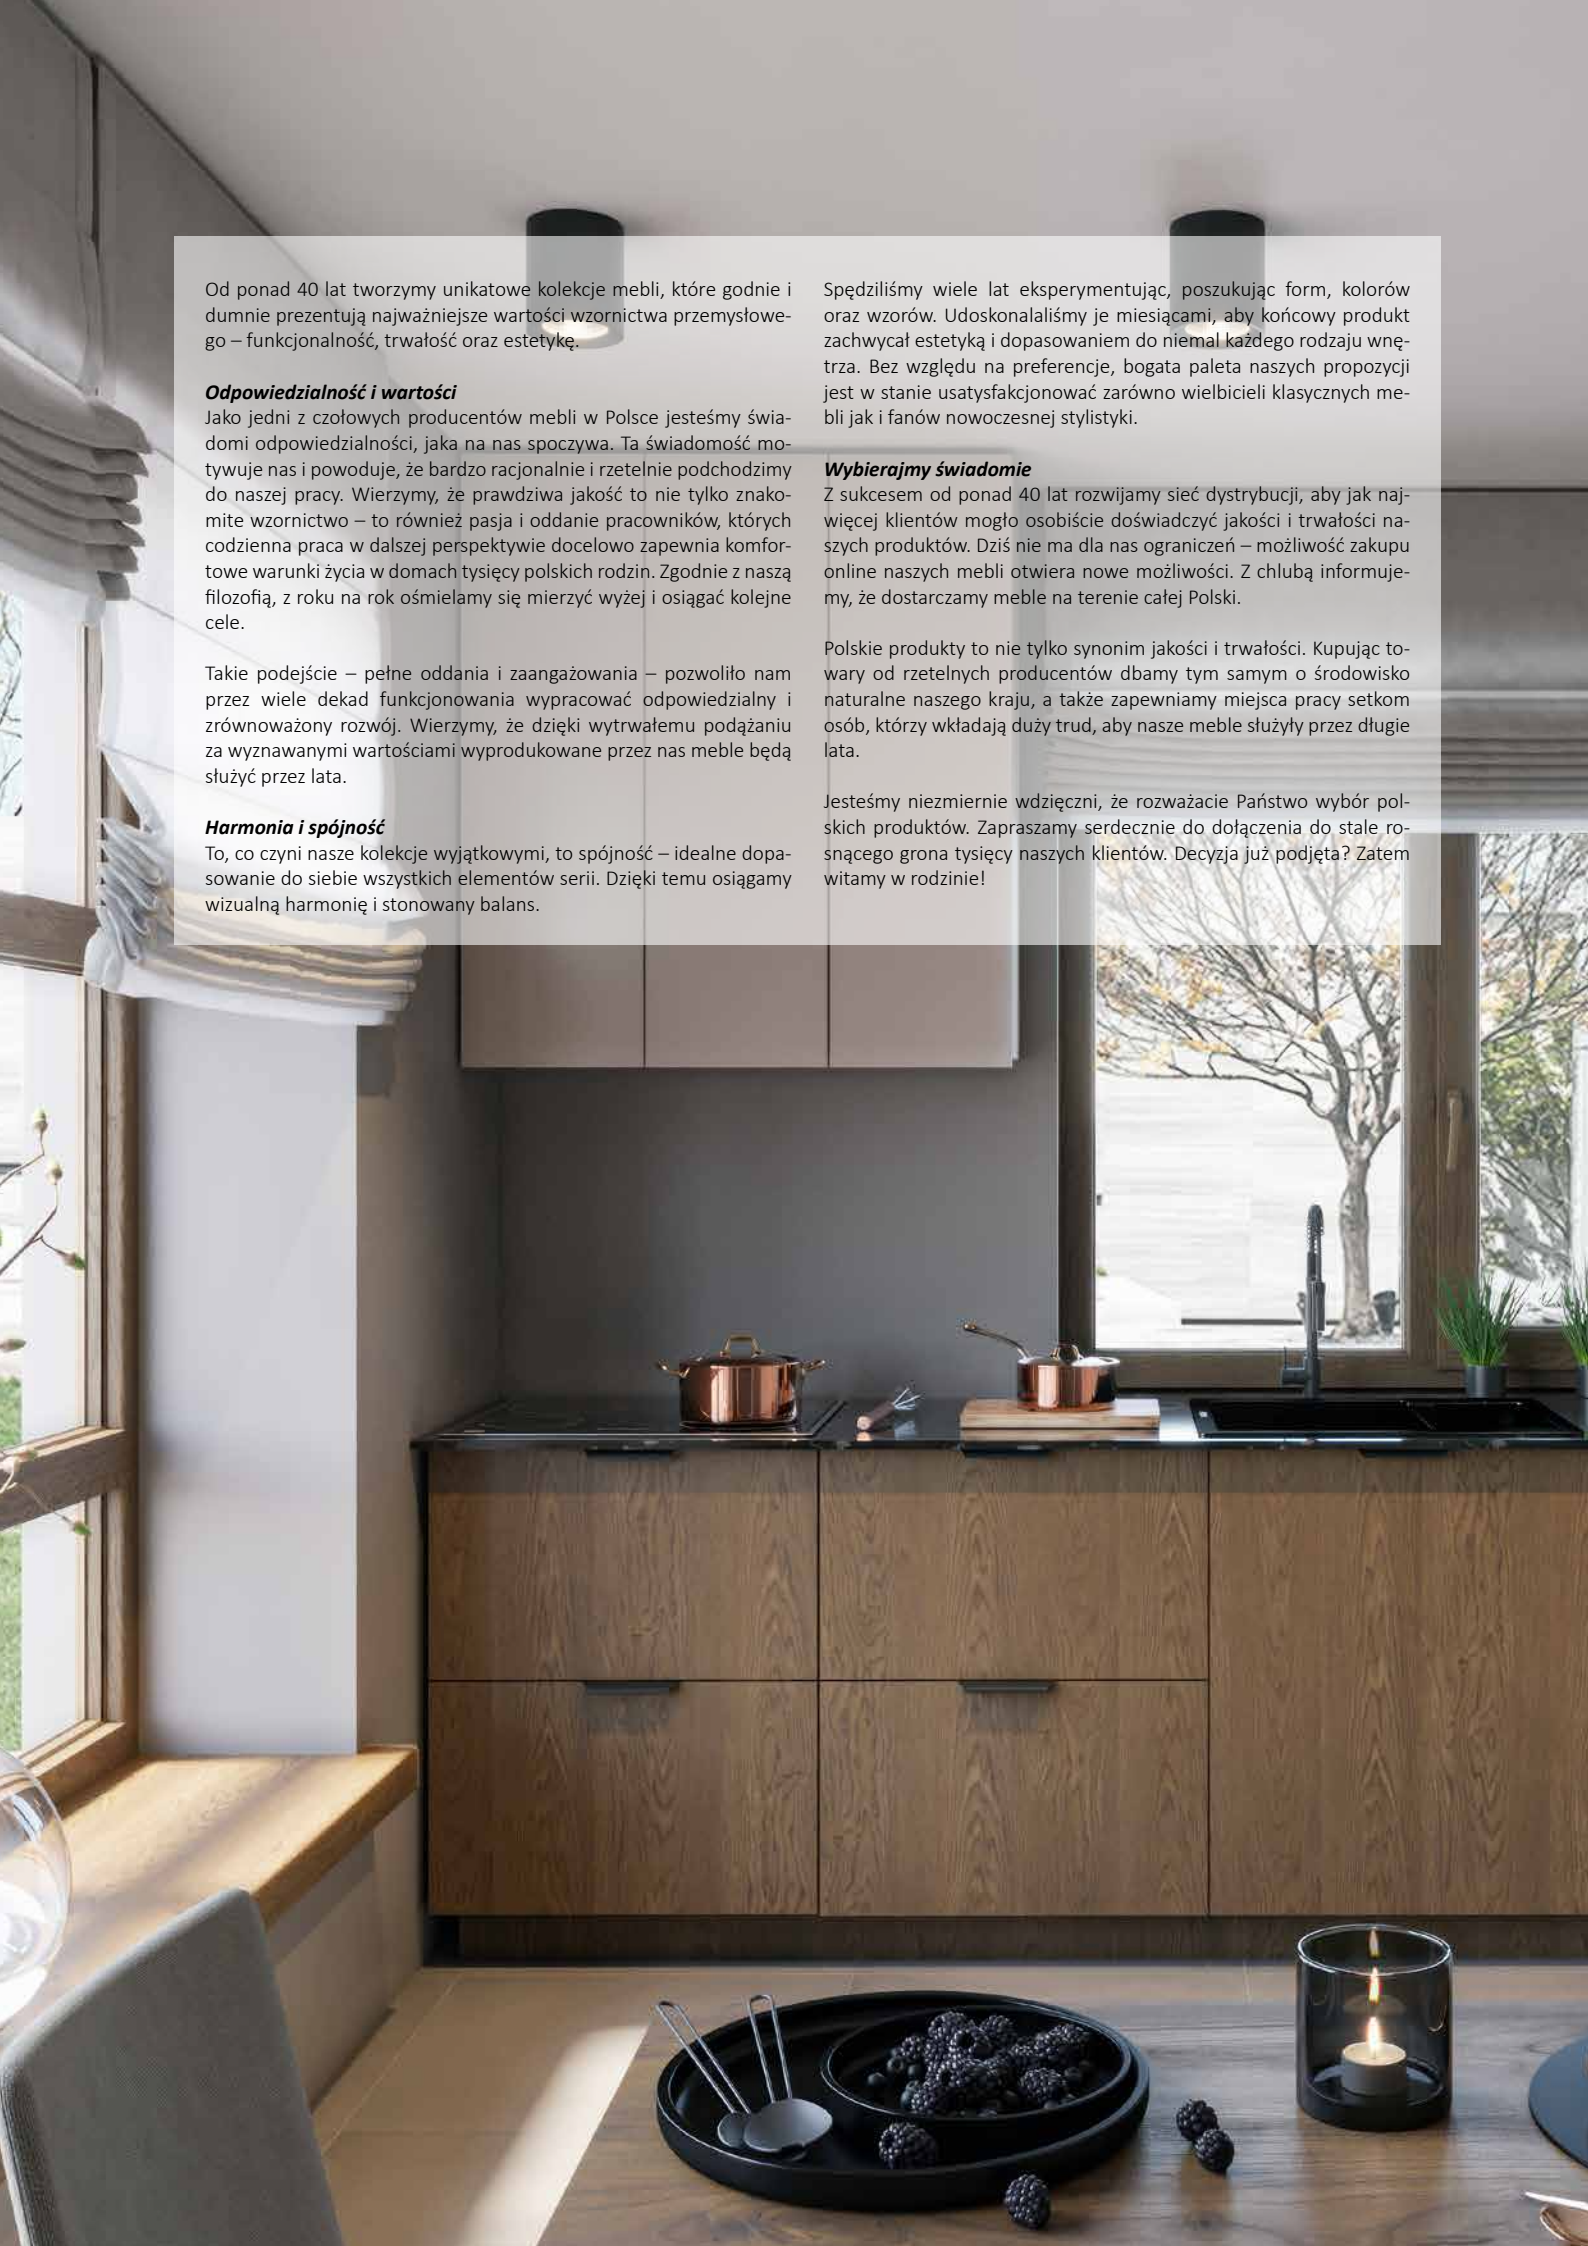 Od ponad 40 lat tworzymy unikatowe kolekcje mebli, które godnie i
dumnie prezentują najważniejsze wartości wzornictwa przemysłowe-
go – funkcjonalność, trwałość oraz estetykę.
Odpowiedzialność i wartości
Jako jedni z czołowych producentów mebli w Polsce jesteśmy świa-
domi odpowiedzialności, jaka na nas spoczywa. Ta świadomość mo-
tywuje nas i powoduje, że bardzo racjonalnie i rzetelnie podchodzimy
do naszej pracy. Wierzymy, że prawdziwa jakość to nie tylko znako-
mite wzornictwo – to również pasja i oddanie pracowników, których
codzienna praca w dalszej perspektywie docelowo zapewnia komfor-
towe warunki życia w domach tysięcy polskich rodzin. Zgodnie z naszą
filozofią, z roku na rok ośmielamy się mierzyć wyżej i osiągać kolejne
cele.
Takie podejście – pełne oddania i zaangażowania – pozwoliło nam
przez wiele dekad funkcjonowania wypracować odpowiedzialny i
zrównoważony rozwój. Wierzymy, że dzięki wytrwałemu podążaniu
za wyznawanymi wartościami wyprodukowane przez nas meble będą
służyć przez lata.
Harmonia i spójność
To, co czyni nasze kolekcje wyjątkowymi, to spójność – idealne dopa-
sowanie do siebie wszystkich elementów serii. Dzięki temu osiągamy
wizualną harmonię i stonowany balans.
Spędziliśmy wiele lat eksperymentując, poszukując form, kolorów
oraz wzorów. Udoskonalaliśmy je miesiącami, aby końcowy produkt
zachwycał estetyką i dopasowaniem do niemal każdego rodzaju wnę-
trza. Bez względu na preferencje, bogata paleta naszych propozycji
jest w stanie usatysfakcjonować zarówno wielbicieli klasycznych me-
bli jak i fanów nowoczesnej stylistyki.
Wybierajmy świadomie
Z sukcesem od ponad 40 lat rozwijamy sieć dystrybucji, aby jak naj-
więcej klientów mogło osobiście doświadczyć jakości i trwałości na-
szych produktów. Dziś nie ma dla nas ograniczeń – możliwość zakupu
online naszych mebli otwiera nowe możliwości. Z chlubą informuje-
my, że dostarczamy meble na terenie całej Polski.
Polskie produkty to nie tylko synonim jakości i trwałości. Kupując to-
wary od rzetelnych producentów dbamy tym samym o środowisko
naturalne naszego kraju, a także zapewniamy miejsca pracy setkom
osób, którzy wkładają duży trud, aby nasze meble służyły przez długie
lata.
Jesteśmy niezmiernie wdzięczni, że rozważacie Państwo wybór pol-
skich produktów. Zapraszamy serdecznie do dołączenia do stale ro-
snącego grona tysięcy naszych klientów. Decyzja już podjęta? Zatem
witamy w rodzinie!